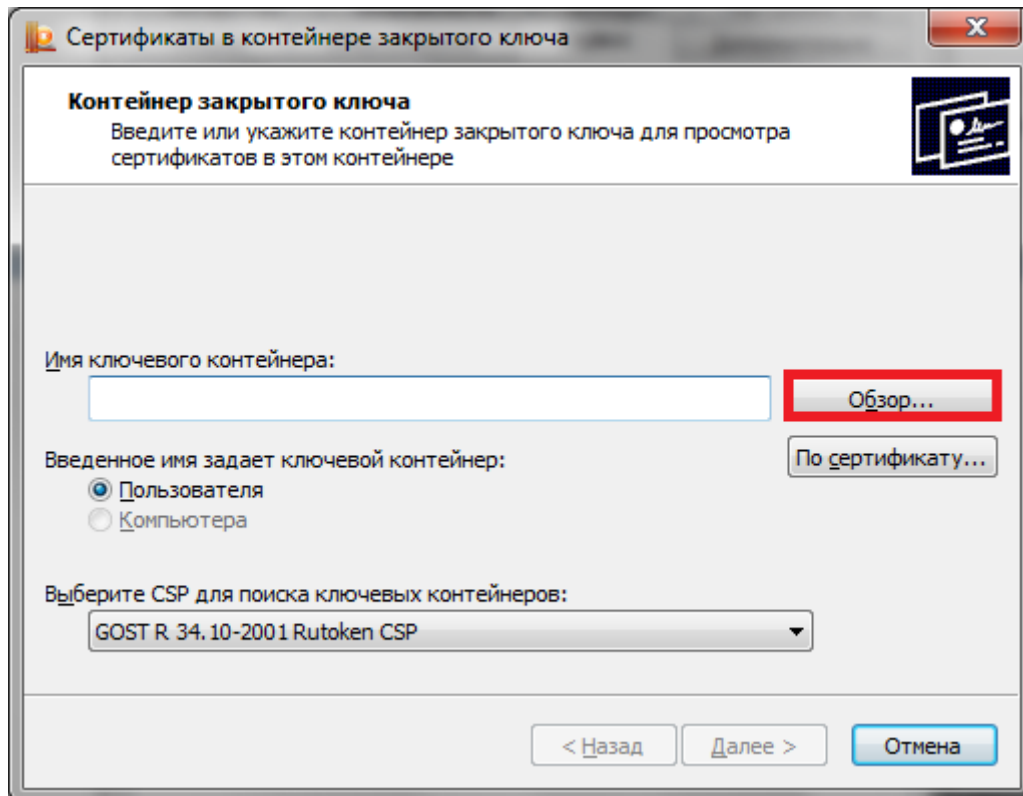 Сертификаты в контейнере закрытого ключа
Контейнер закрытого ключа
Введите или укажите контейнер закрытого ключа для просмотра
сертификатов в этом контейнере
Имя ключевого контейнера:
Обзор...
Введенное имя задает ключевой контейнер:
По сертификату...
Пользователя
Компьютера
Выберите CSP для поиска ключевых контейнеров:
GOST R 34.10-2001 Rutoken CSP
< Назад
Далее >
Отмена